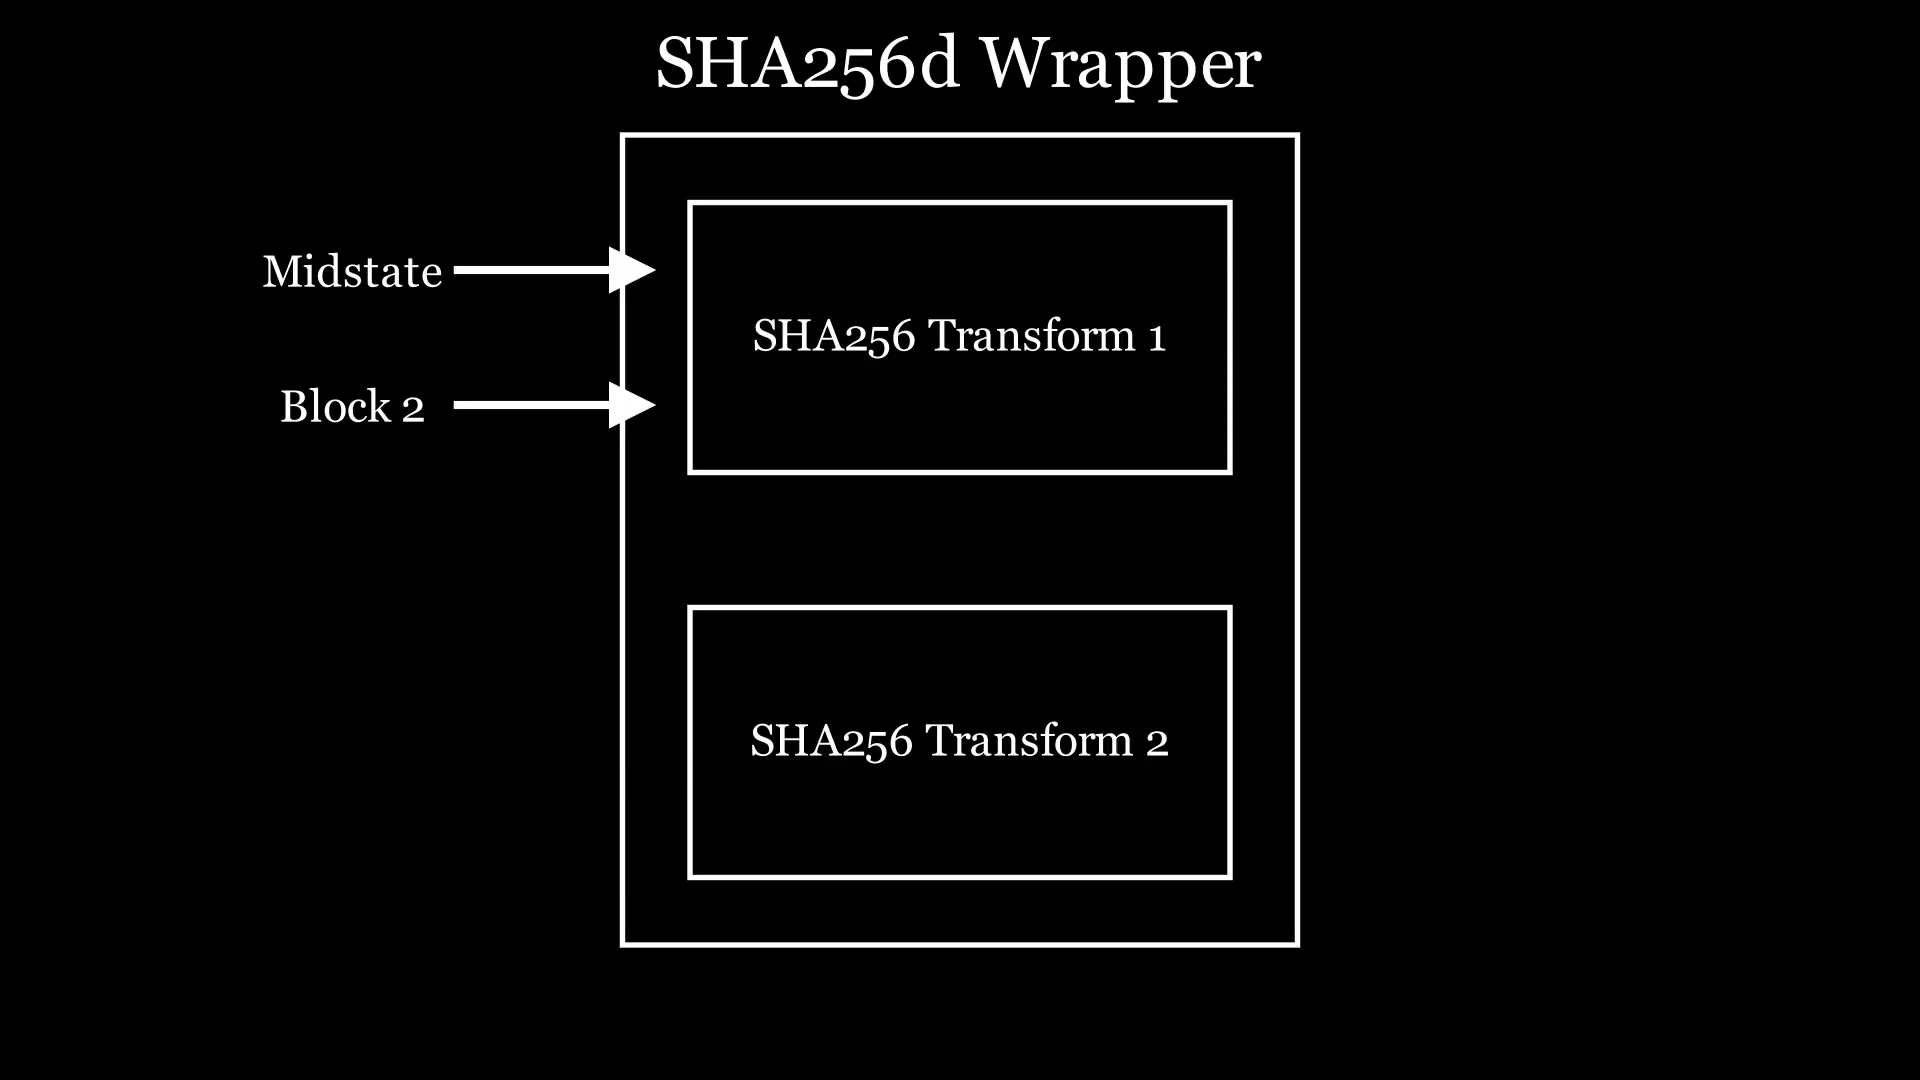 SHA256d Wrapper
Midstate
SHA256 Transform 1
Block 2
SHA256 Transform 2